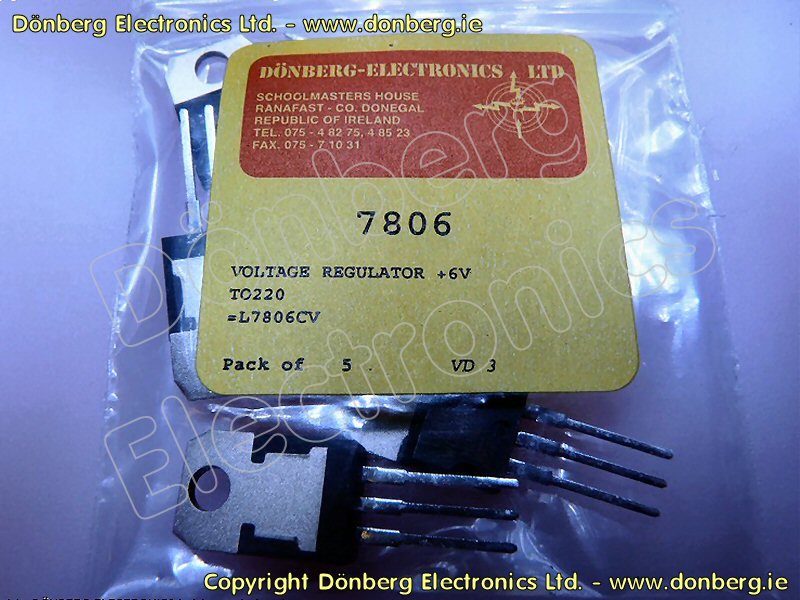 Dönberg Electronics Ltd. - www.donberg.ie
DÖNBERG-ELECTRONICS LTD
SCHOOLMASTERS HOUSE
RANAFAST - CO. DONEGAL
REPUBLIC OF IRELAND
TEL. 075 - 4 82 75, 4 85 23
FAX. 075 - 7 10 31
7806
VOLTAGE REGULATOR +6V
TO220
=L7806CV
Pack of 5 VD 3
Dönberg
Electronics
Copyright Dönberg Electronics Ltd. - www.donberg.ie